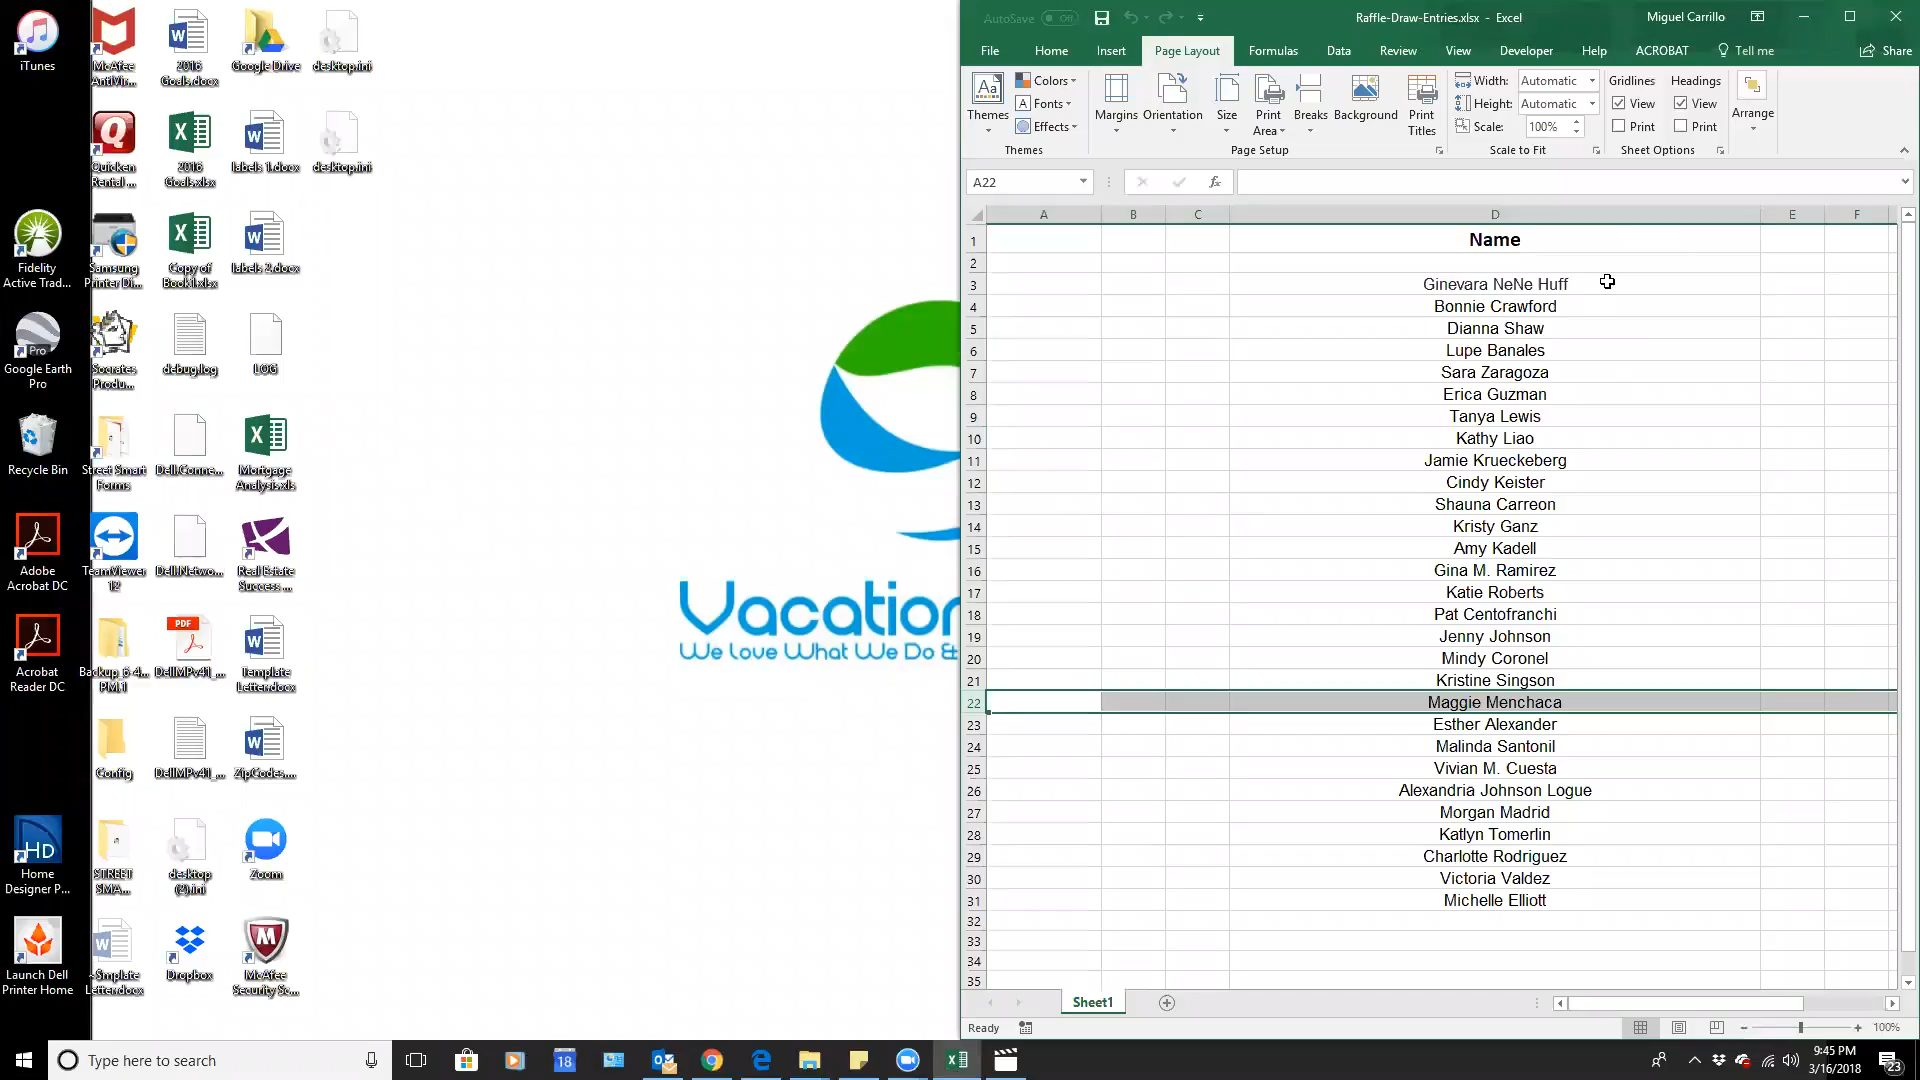 iTunes
McAfee AntiVir...
2016 Goals.docx
Google Drive
desktop.ini
Quicken Rental ...
2016 Goals.xlsx
labels 1.docx
desktop.ini
Fidelity Active Trad...
Samsung Printer Di...
Copy of Book1.xlsx
labels 2.docx
Google Earth Pro
Socrates Produ...
debug.log
LOG
Recycle Bin
Street Smart Forms
Dell.Conne...
Mortgage Analysis.xls
Adobe Acrobat DC
TeamViewer 12
Dell.Netwo...
Real Estate Success ...
Acrobat Reader DC
Backup_6-4... PM.1
DellMPv41_...
Template Letter.docx
Config
DellMPv41_...
ZipCodes....
Home Designer P...
STREET SMA...
desktop (2).ini
Zoom
Launch Dell Printer Home
Dropbox
McAfee Security Sc...
Vacation
We Love What We Do &
AutoSave Off
Raffle-Draw-Entries.xlsx - Excel
Miguel Carrillo
File Home Insert Page Layout Formulas Data Review View Developer Help ACROBAT Tell me Share
Themes Colors Fonts Effects
Margins Orientation Size Print Area Breaks Background Print Titles
Width: Automatic
Height: Automatic
Scale: 100%
Gridlines Headings
View View
Print Print
Arrange
Themes Page Setup Scale to Fit Sheet Options
A22 fx
A B C D E F
1 Name
2
3 Ginevara NeNe Huff
4 Bonnie Crawford
5 Dianna Shaw
6 Lupe Banales
7 Sara Zaragoza
8 Erica Guzman
9 Tanya Lewis
10 Kathy Liao
11 Jamie Krueckeberg
12 Cindy Keister
13 Shauna Carreon
14 Kristy Ganz
15 Amy Kadell
16 Gina M. Ramirez
17 Katie Roberts
18 Pat Centofranchi
19 Jenny Johnson
20 Mindy Coronel
21 Kristine Singson
22 Maggie Menchaca
23 Esther Alexander
24 Malinda Santonil
25 Vivian M. Cuesta
26 Alexandria Johnson Logue
27 Morgan Madrid
28 Katlyn Tomerlin
29 Charlotte Rodriguez
30 Victoria Valdez
31 Michelle Elliott
32
33
34
35
Sheet1
Ready
100%
Type here to search
18
9:45 PM
3/16/2018
23